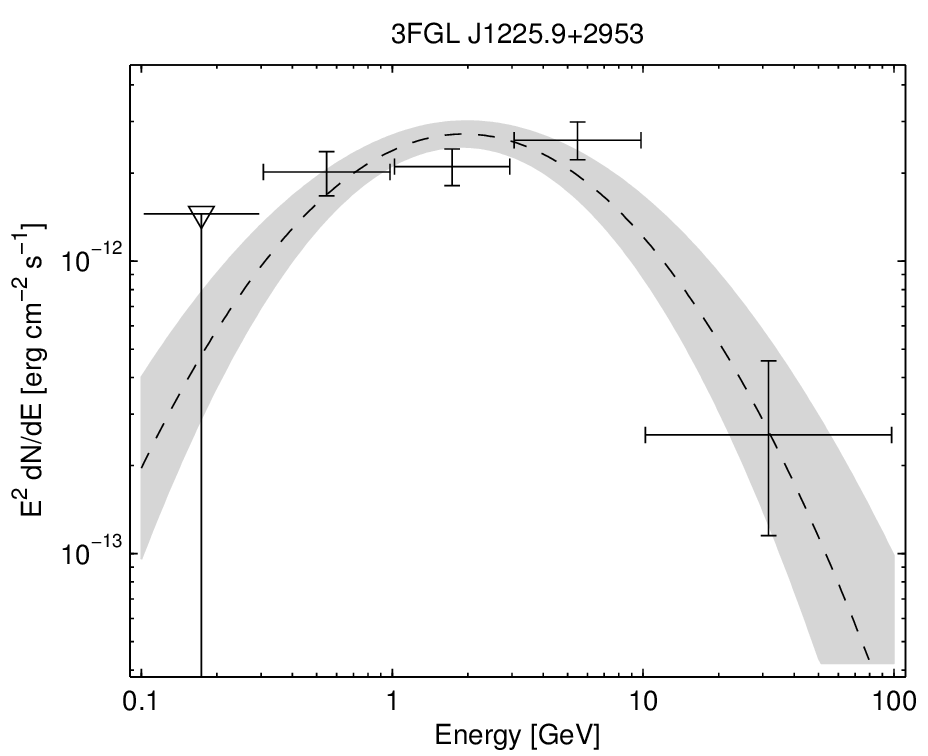 3FGL J1225.9+2953
E² dN/dE [erg cm⁻² s⁻¹]
10⁻¹²
10⁻¹³
0.1 1 10 100
Energy [GeV]